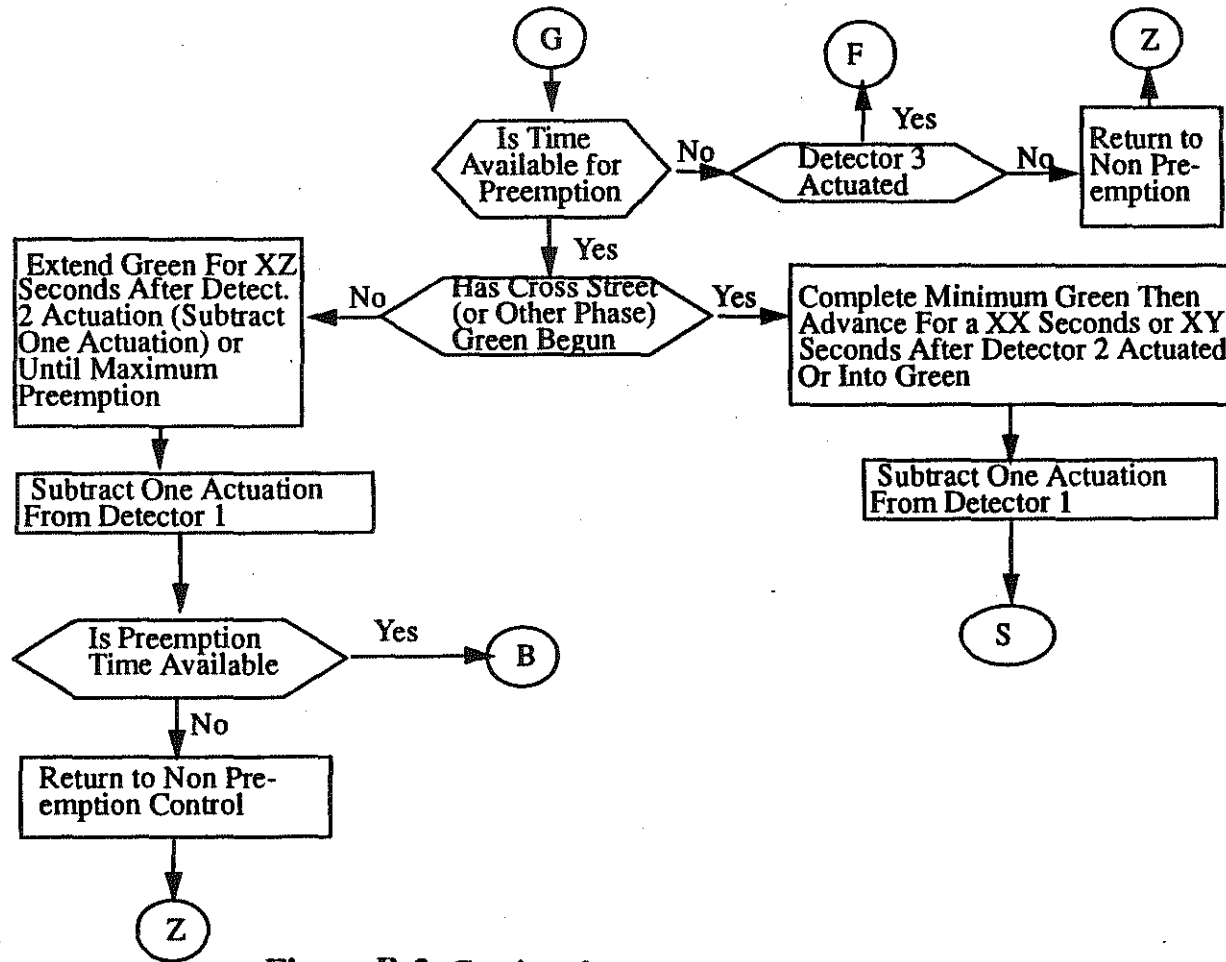 G
F
Z
Is Time
Available for
Preemption
No
Yes
Detector 3
Actuated
No
Return to
Non Pre-
emption
Yes
Extend Green For XZ
Seconds After Detect.
2 Actuation (Subtract
One Actuation) or
Until Maximum
Preemption
No
Has Cross Street
(or Other Phase)
Green Begun
Yes
Complete Minimum Green Then
Advance For a XX Seconds or XY
Seconds After Detector 2 Actuated
Or Into Green
Subtract One Actuation
From Detector 1
Subtract One Actuation
From Detector 1
Is Preemption
Time Available
Yes
B
S
No
Return to Non Pre-
emption Control
Z